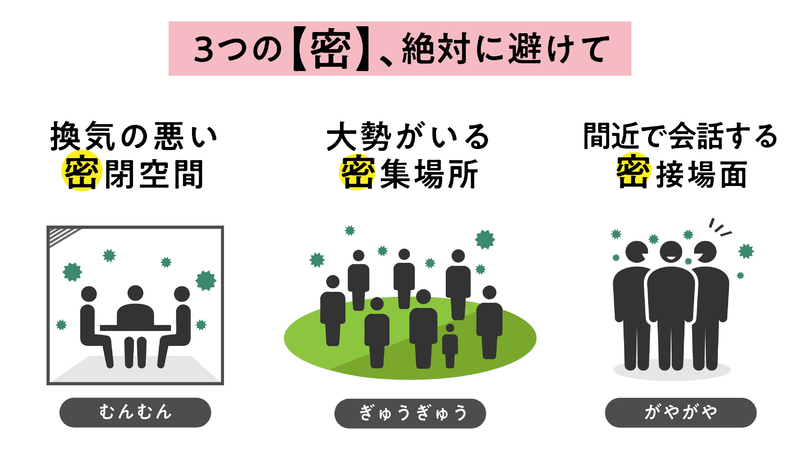 3つの【密】、絶対に避けて
換気の悪い
密閉空間
大勢がいる
密集場所
間近で会話する
密接場面
むんむん
ぎゅうぎゅう
がやがや